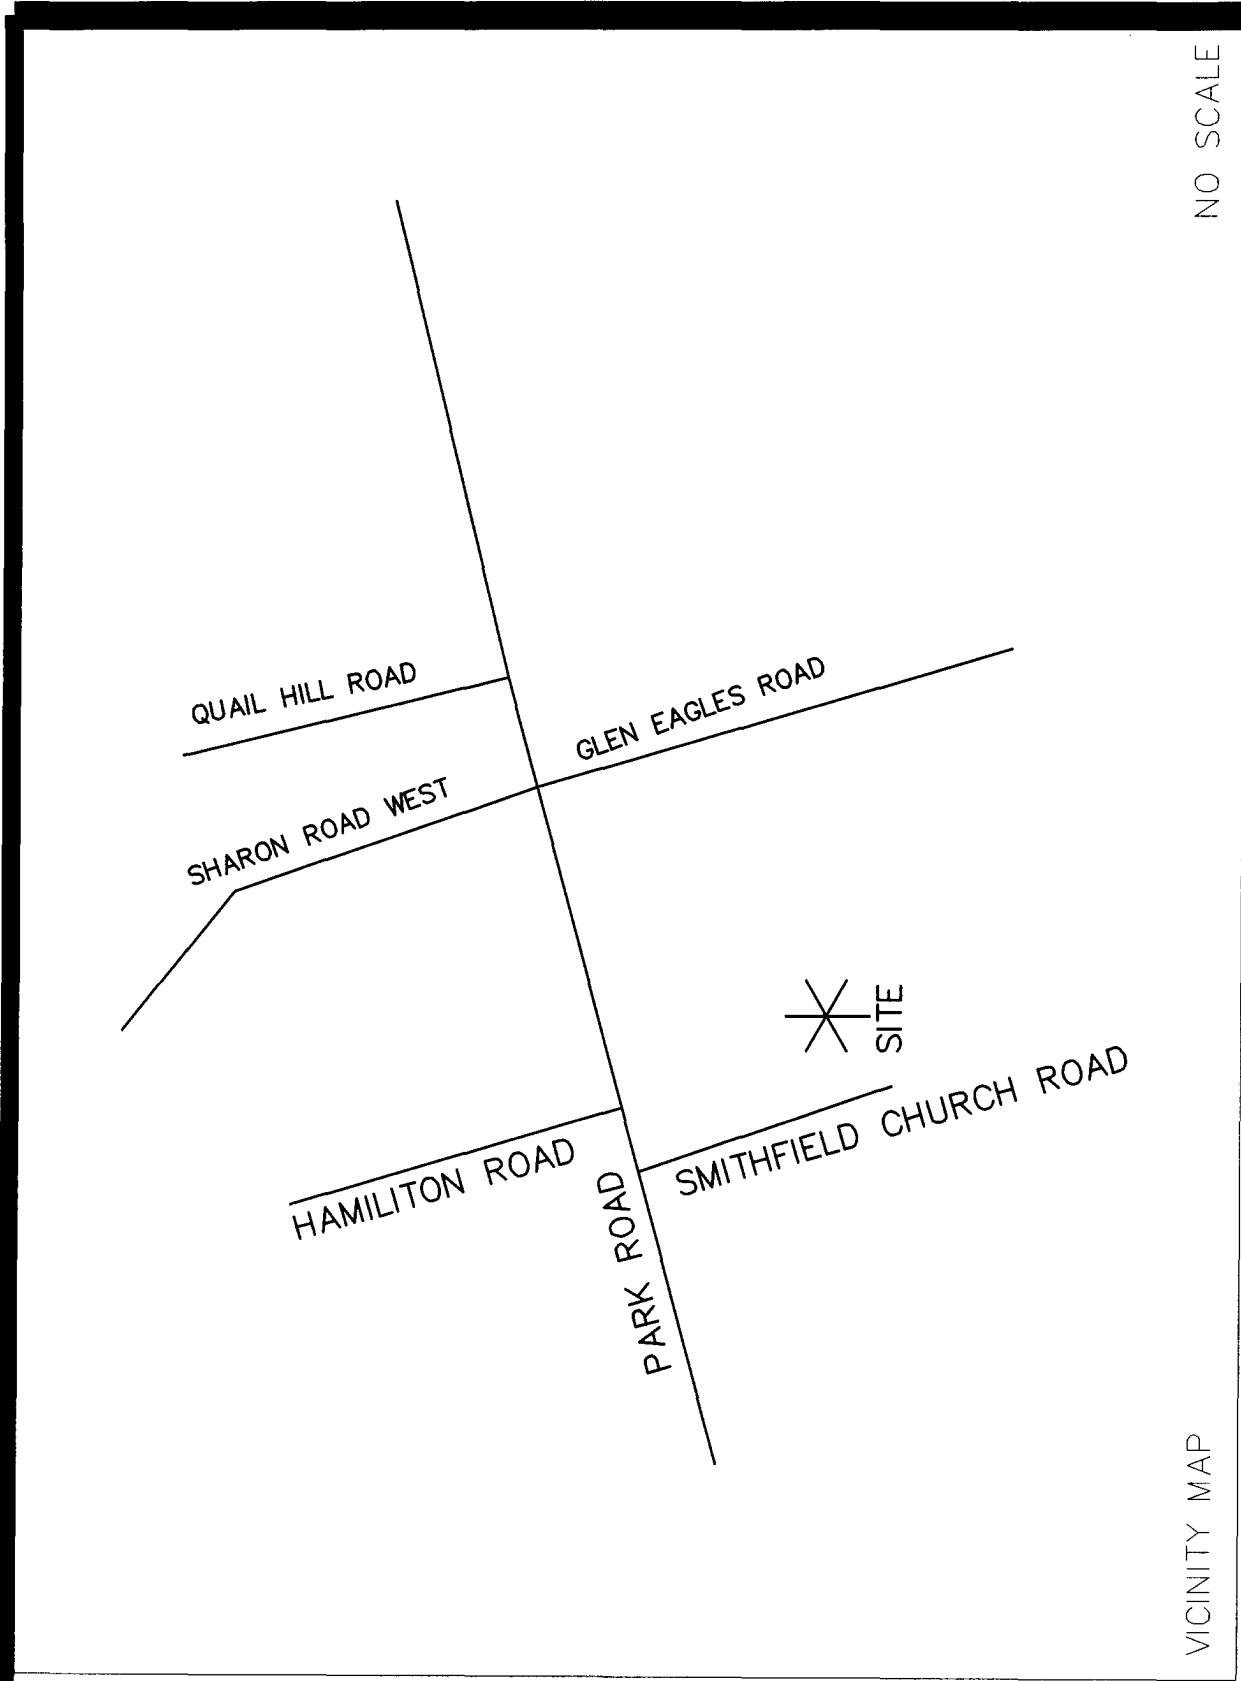 NO SCALE
QUAIL HILL ROAD
GLEN EAGLES ROAD
SHARON ROAD WEST
SITE
HAMILITON ROAD
SMITHFIELD CHURCH ROAD
PARK ROAD
VICINITY MAP